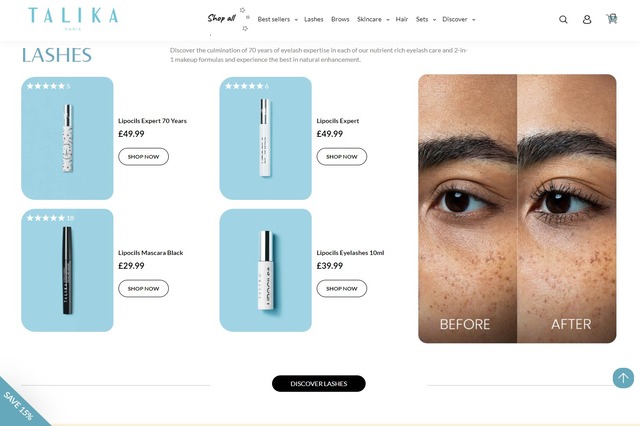 TALIKA
PARIS
Shop all
Best sellers
Lashes
Brows
Skincare
Hair
Sets
Discover
LASHES
Discover the culmination of 70 years of eyelash expertise in each of our nutrient rich eyelash care and 2-in-
1 makeup formulas and experience the best in natural enhancement.
5
Lipocils Expert 70 Years
£49.99
SHOP NOW
6
Lipocils Expert
£49.99
SHOP NOW
18
TALIKA
Lipocils Mascara Black
£29.99
SHOP NOW
Lipocils Eyelashes 10ml
£39.99
SHOP NOW
BEFORE
AFTER
DISCOVER LASHES
SAVE 15%